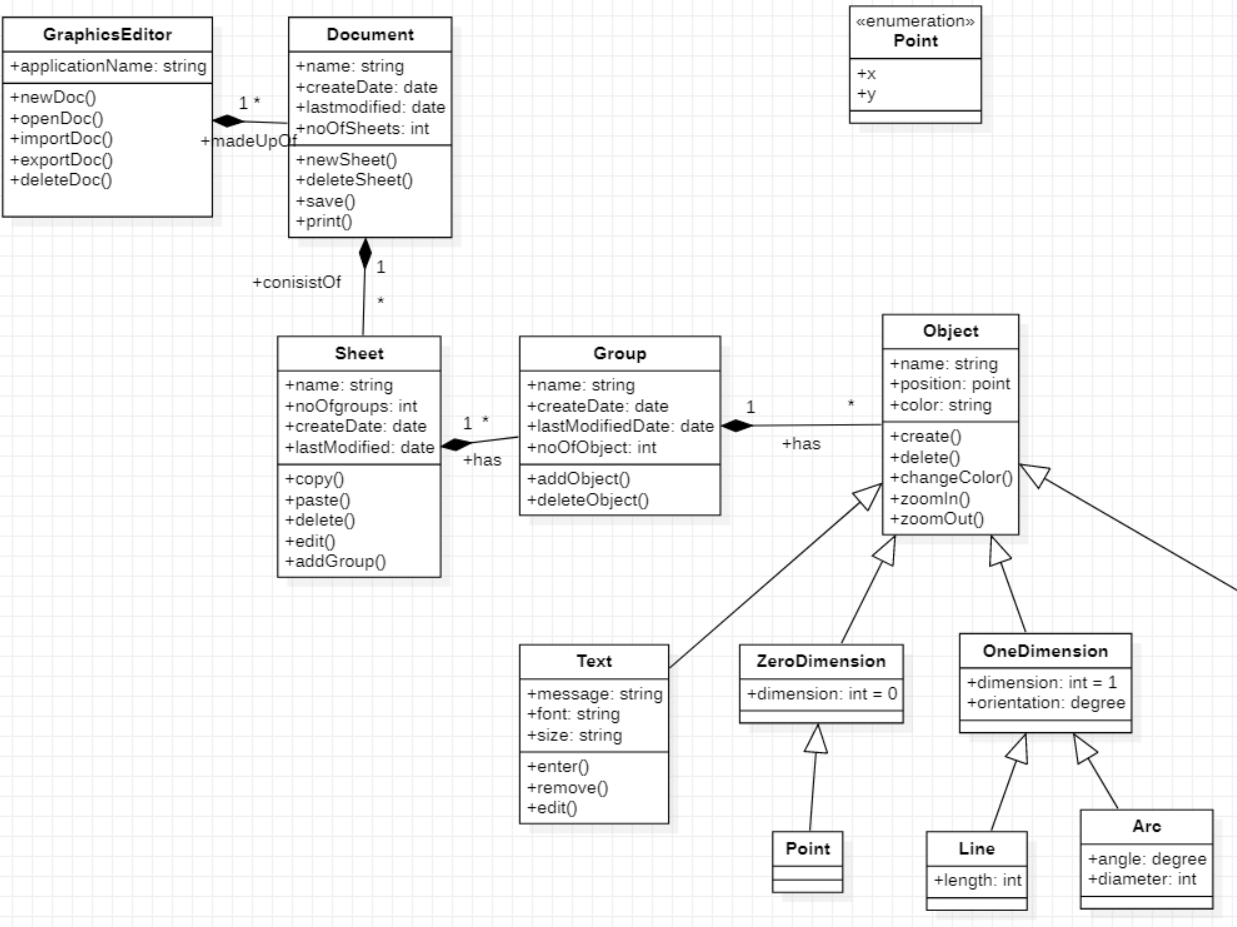 GraphicsEditor
+applicationName: string
+newDoc()
+openDoc()
+importDoc()
+exportDoc()
+deleteDoc()
1 *
+madeUpOf
Document
+name: string
+createDate: date
+lastmodified: date
+noOfSheets: int
+newSheet()
+deleteSheet()
+save()
+print()
«enumeration»
Point
+x
+y
1
+conisistOf
*
Sheet
+name: string
+noOfgroups: int
+createDate: date
+lastModified: date
+copy()
+paste()
+delete()
+edit()
+addGroup()
1 *
+has
Group
+name: string
+createDate: date
+lastModifiedDate: date
+noOfObject: int
+addObject()
+deleteObject()
1 *
+has
Object
+name: string
+position: point
+color: string
+create()
+delete()
+changeColor()
+zoomIn()
+zoomOut()
Text
+message: string
+font: string
+size: string
+enter()
+remove()
+edit()
ZeroDimension
+dimension: int = 0
OneDimension
+dimension: int = 1
+orientation: degree
Point
Line
+length: int
Arc
+angle: degree
+diameter: int